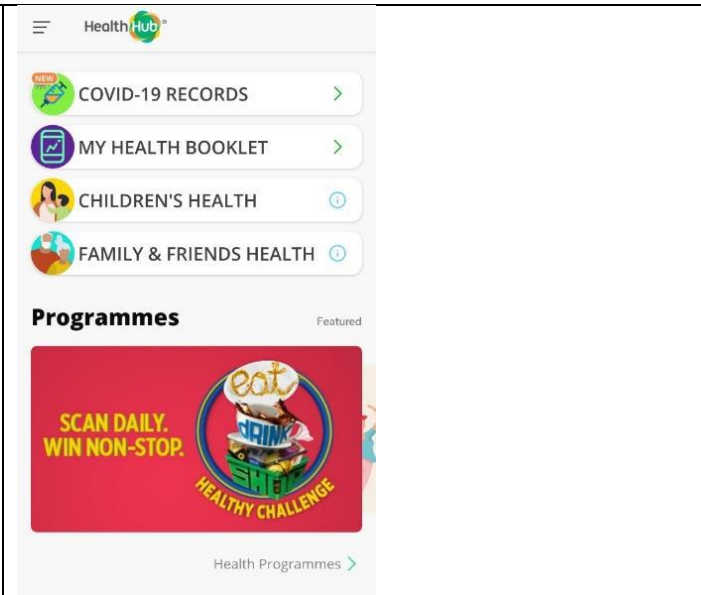 HealthHub®
NEW
COVID-19 RECORDS
MY HEALTH BOOKLET
CHILDREN'S HEALTH
FAMILY & FRIENDS HEALTH
Programmes
Featured
SCAN DAILY.
WIN NON-STOP.
eat
DRINK
SHOP
HEALTHY CHALLENGE
Health Programmes